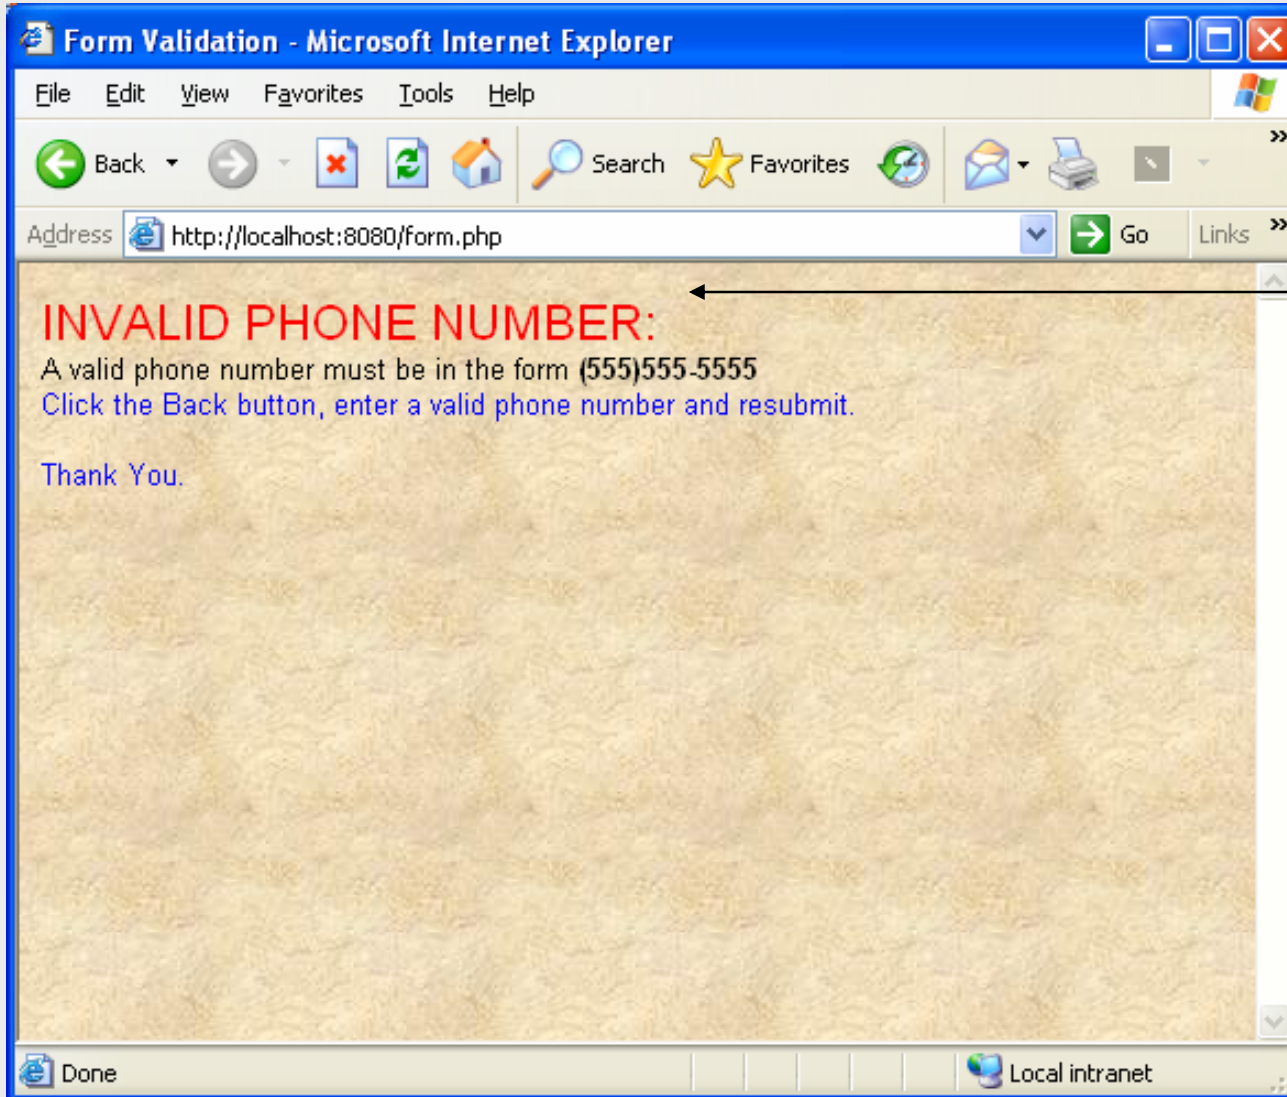 Form Validation - Microsoft Internet Explorer
File Edit View Favorites Tools Help
Back Search Favorites »
Address http://localhost:8080/form.php Go Links »
INVALID PHONE NUMBER:
A valid phone number must be in the form (555)555-5555
Click the Back button, enter a valid phone number and resubmit.
Thank You.
Done Local intranet